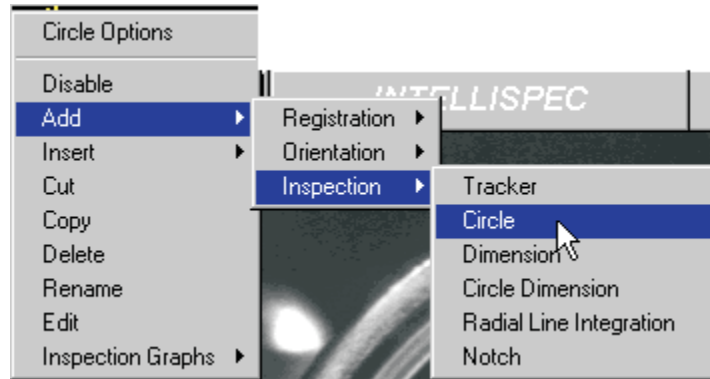 Circle Options
Disable
Add
Insert
Cut
Copy
Delete
Rename
Edit
Inspection Graphs
INTELLISPEC
Registration
Orientation
Inspection
Tracker
Circle
Dimension
Circle Dimension
Radial Line Integration
Notch